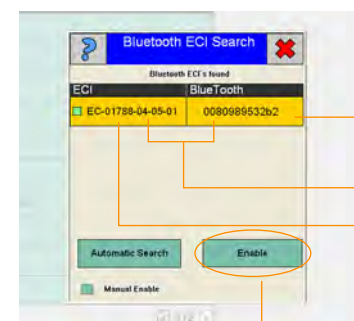 Bluetooth ECI Search
Bluetooth ECI's found
ECI BlueTooth
EC-01788-04-05-01 0080989532b2
Automatic Search Enable
Manual Enable